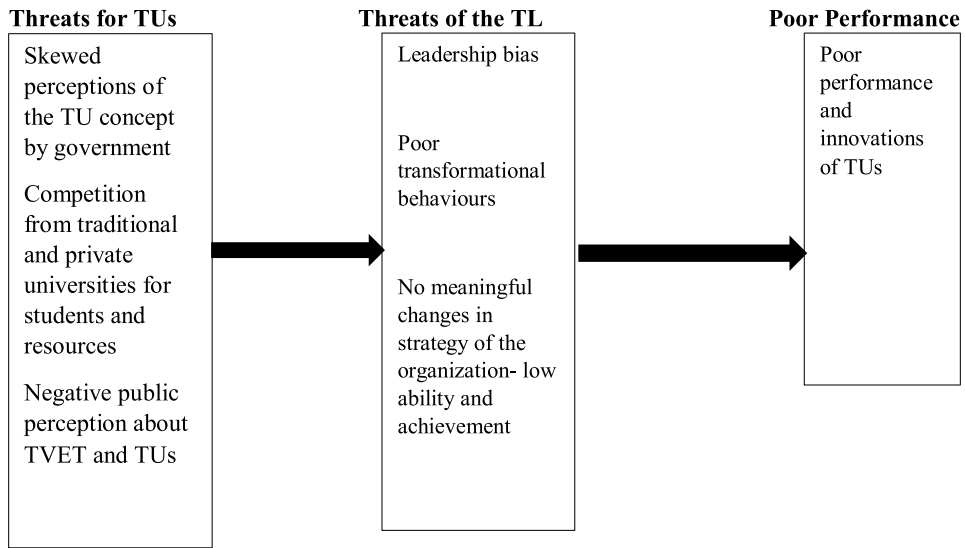 Threats for TUs
Skewed
perceptions of
the TU concept
by government
Competition
from traditional
and private
universities for
students and
resources
Negative public
perception about
TVET and TUs
Threats of the TL
Leadership bias
Poor
transformational
behaviours
No meaningful
changes in
strategy of the
organization- low
ability and
achievement
Poor Performance
Poor
performance
and
innovations
of TUs